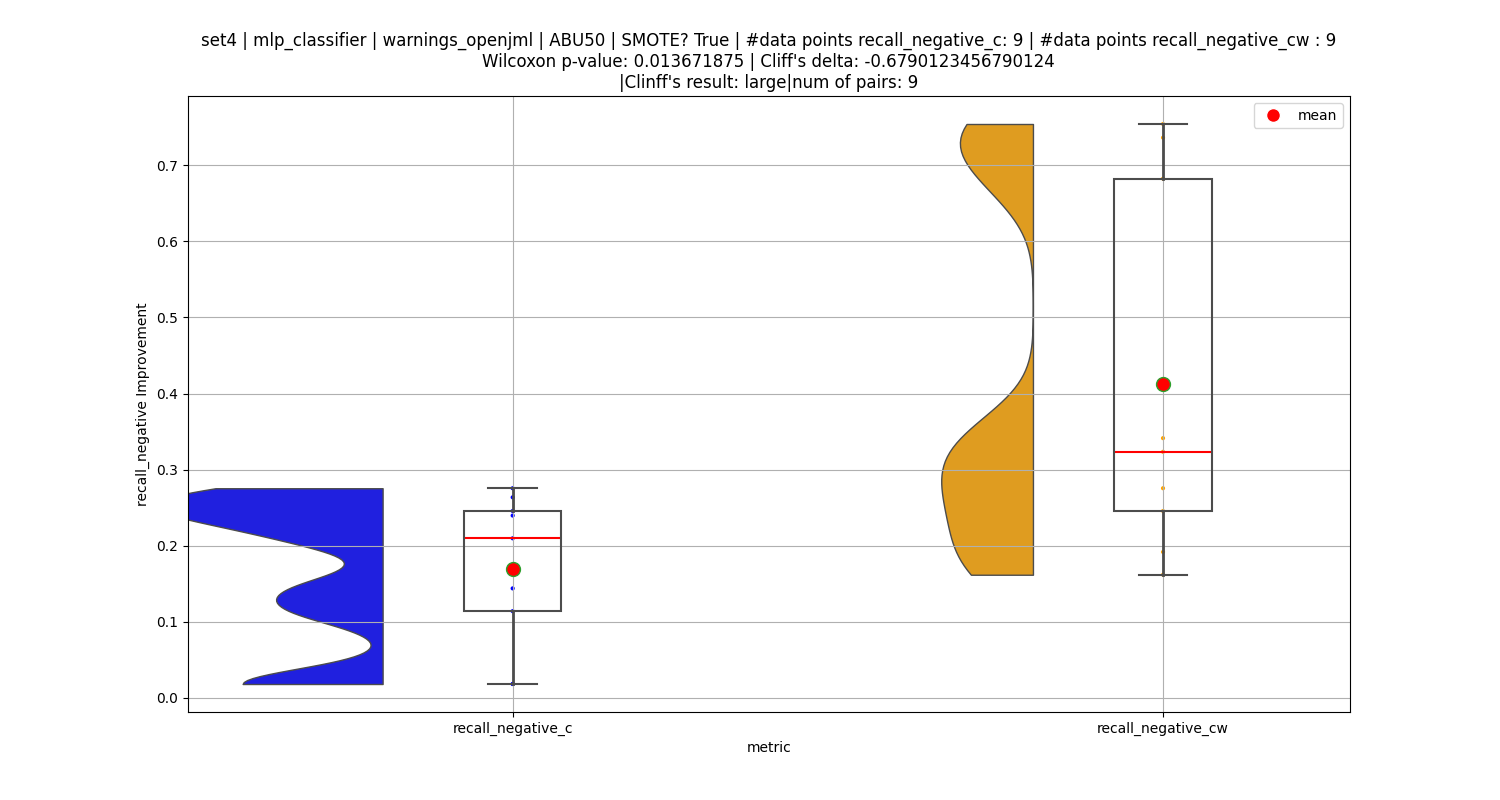 set4 | mlp_classifier | warnings_openjml | ABU50 | SMOTE? True | #data points recall_negative_c: 9 | #data points recall_negative_cw : 9
Wilcoxon p-value: 0.013671875 | Cliff's delta: -0.6790123456790124
|Clinff's result: large|num of pairs: 9
mean
0.7
0.6
0.5
0.4
0.3
0.2
0.1
0.0
recall_negative Improvement
recall_negative_c
recall_negative_cw
metric